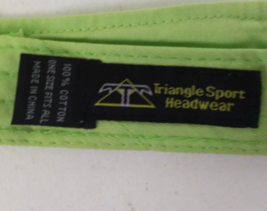 100% COTTON
ONE SIZE FITS ALL
MADE IN CHINA
Triangle Sport
Headwear